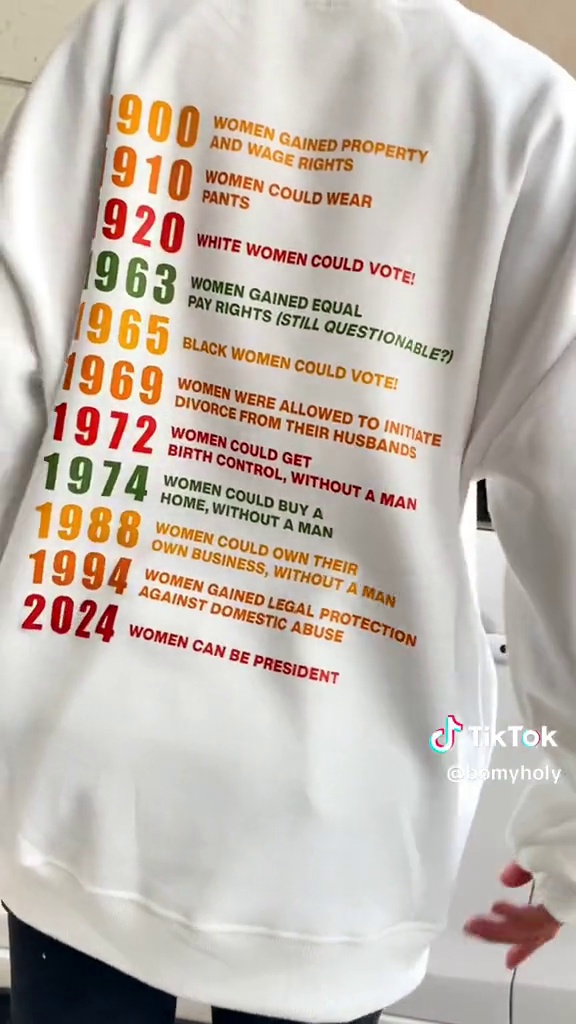 1900 WOMEN GAINED PROPERTY
AND WAGE RIGHTS
1910 WOMEN COULD WEAR
PANTS
1920 WHITE WOMEN COULD VOTE!
1963 WOMEN GAINED EQUAL
PAY RIGHTS (STILL QUESTIONABLE?)
1965 BLACK WOMEN COULD VOTE!
1969 WOMEN WERE ALLOWED TO INITIATE
DIVORCE FROM THEIR HUSBANDS
1972 WOMEN COULD GET
BIRTH CONTROL, WITHOUT A MAN
1974 WOMEN COULD BUY A
HOME, WITHOUT A MAN
1988 WOMEN COULD OWN THEIR
OWN BUSINESS, WITHOUT A MAN
1994 WOMEN GAINED LEGAL PROTECTION
AGAINST DOMESTIC ABUSE
2024 WOMEN CAN BE PRESIDENT
TikTok
@bomyholy